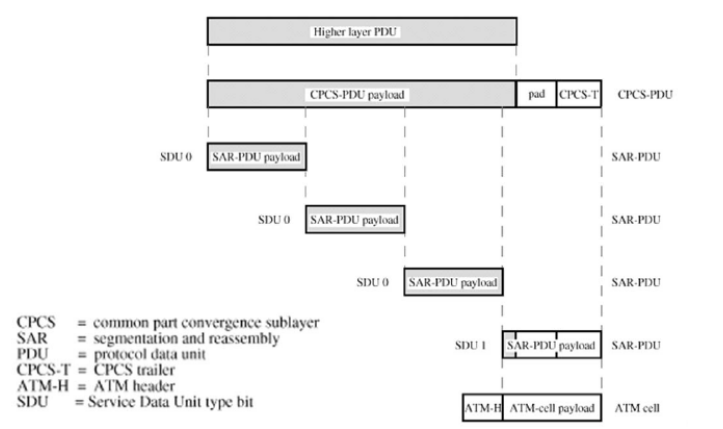 Higher layer PDU
CPCS-PDU payload pad CPCS-T CPCS-PDU
SDU 0 SAR-PDU payload SAR-PDU
SDU 0 SAR-PDU payload SAR-PDU
SDU 0 SAR-PDU payload SAR-PDU
SDU 1 SAR-PDU payload SAR-PDU
ATM-H ATM-cell payload ATM cell
CPCS = common part convergence sublayer
SAR = segmentation and reassembly
PDU = protocol data unit
CPCS-T = CPCS trailer
ATM-H = ATM header
SDU = Service Data Unit type bit